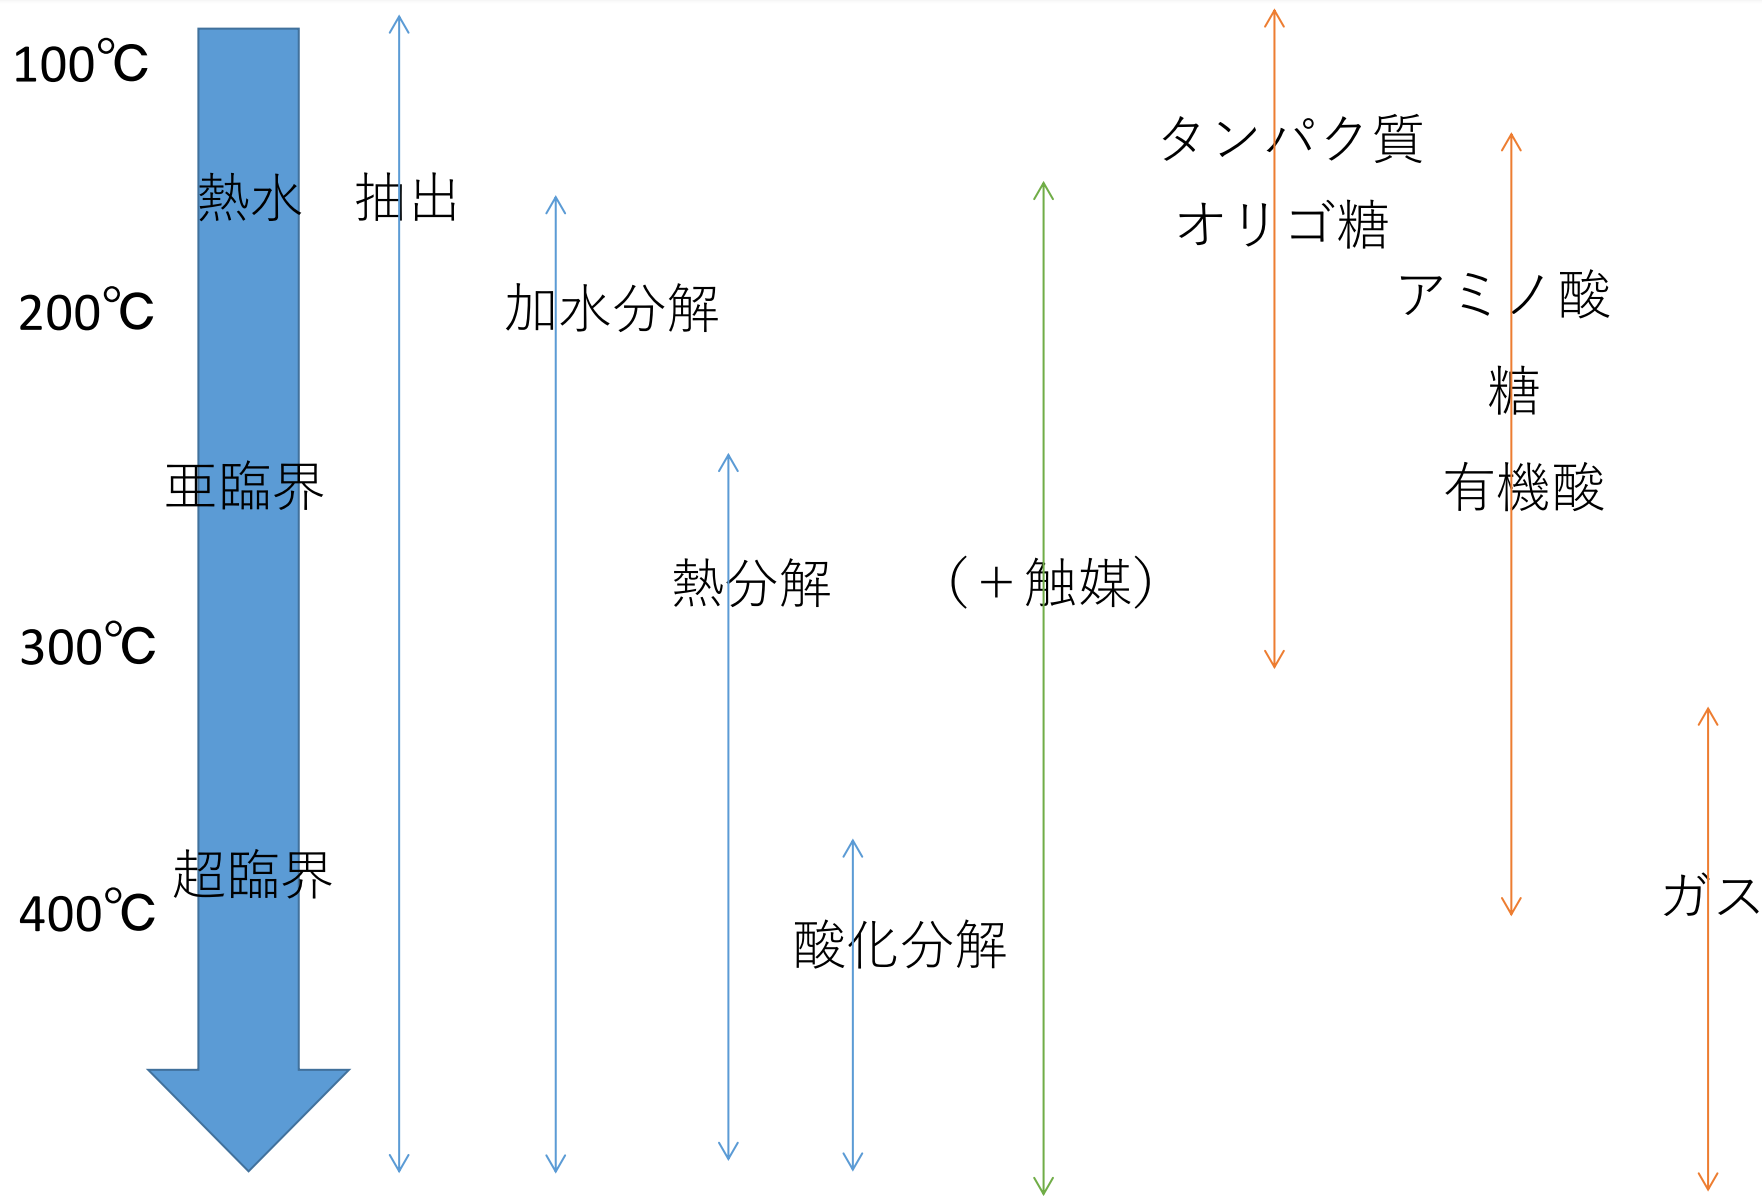 100℃
熱水
抽出
タンパク質
オリゴ糖
200℃
加水分解
アミノ酸
糖
有機酸
亜臨界
熱分解
（＋触媒）
300℃
超臨界
400℃
酸化分解
ガス